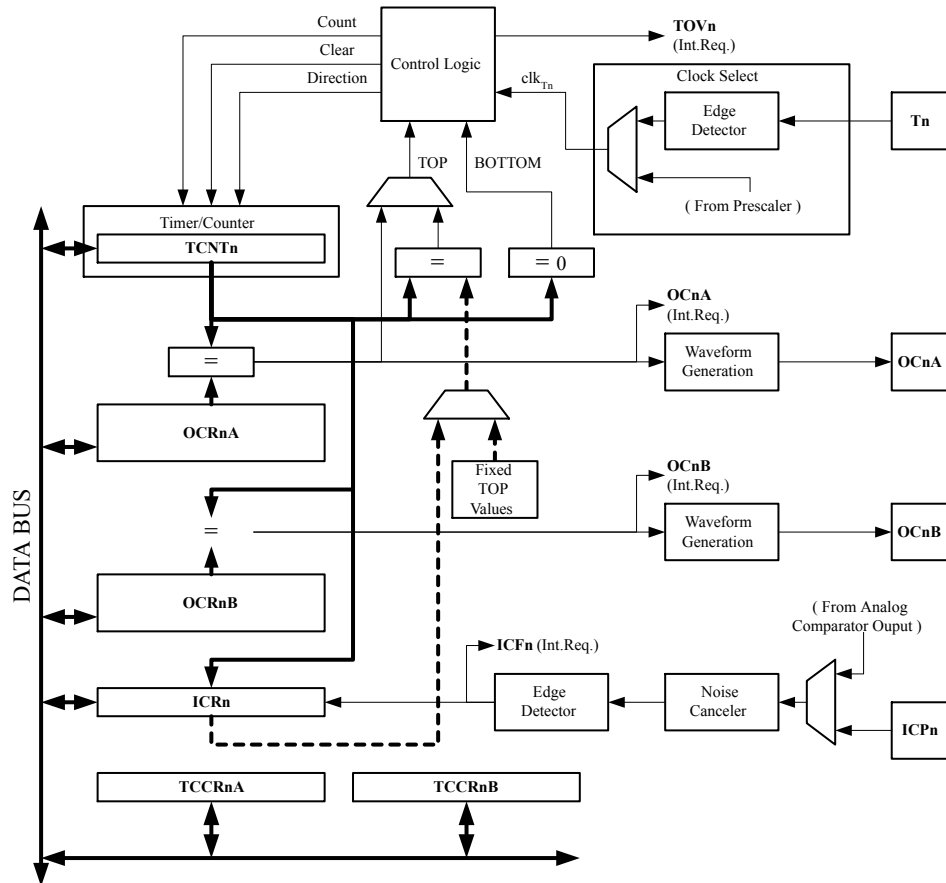 Count
Clear
Direction
Control Logic
TOVn
(Int.Req.)
clkTn
TOP
BOTTOM
Clock Select
Edge
Detector
( From Prescaler )
Tn
Timer/Counter
TCNTn
=
= 0
=
OCnA
(Int.Req.)
Waveform
Generation
OCnA
OCRnA
Fixed
TOP
Values
OCnB
(Int.Req.)
=
Waveform
Generation
OCnB
OCRnB
DATA BUS
( From Analog
Comparator Ouput )
ICFn (Int.Req.)
ICRn
Edge
Detector
Noise
Canceler
ICPn
TCCRnA
TCCRnB